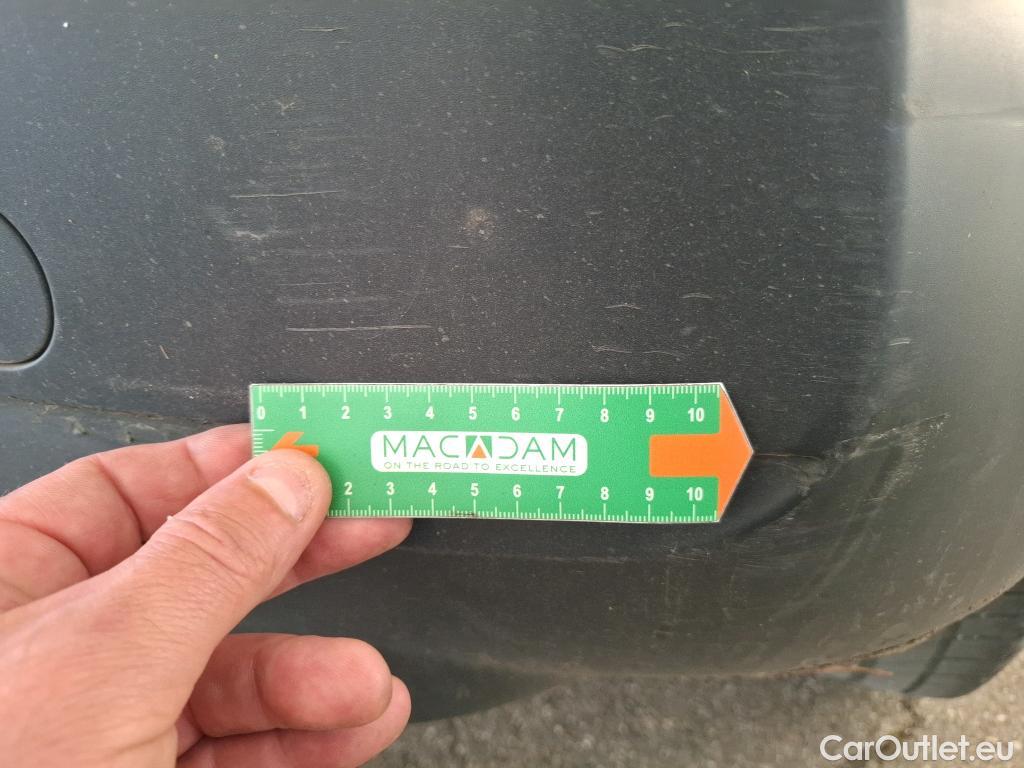 0 1 2 3 4 5 6 7 8 9 10
MACADAM
ON THE ROAD TO EXCELLENCE
2 3 4 5 6 7 8 9 10
CarOutlet.eu